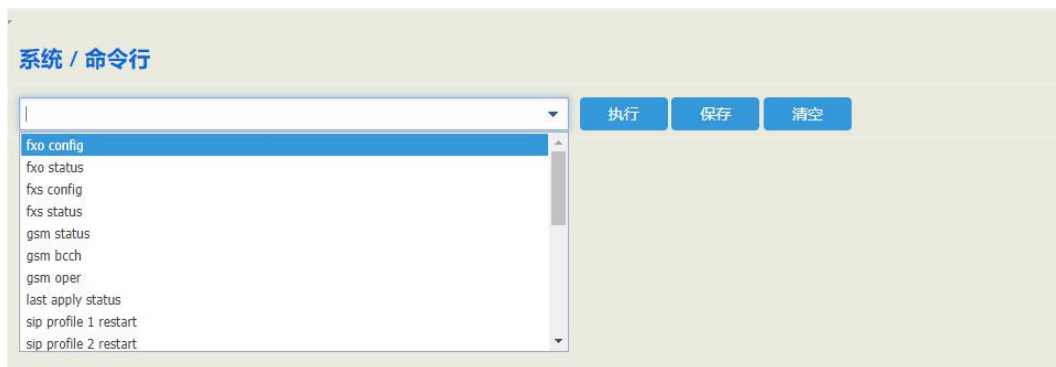 系统 / 命令行
执行 保存 清空
fxo config
fxo status
fxs config
fxs status
gsm status
gsm bcch
gsm oper
last apply status
sip profile 1 restart
sip profile 2 restart